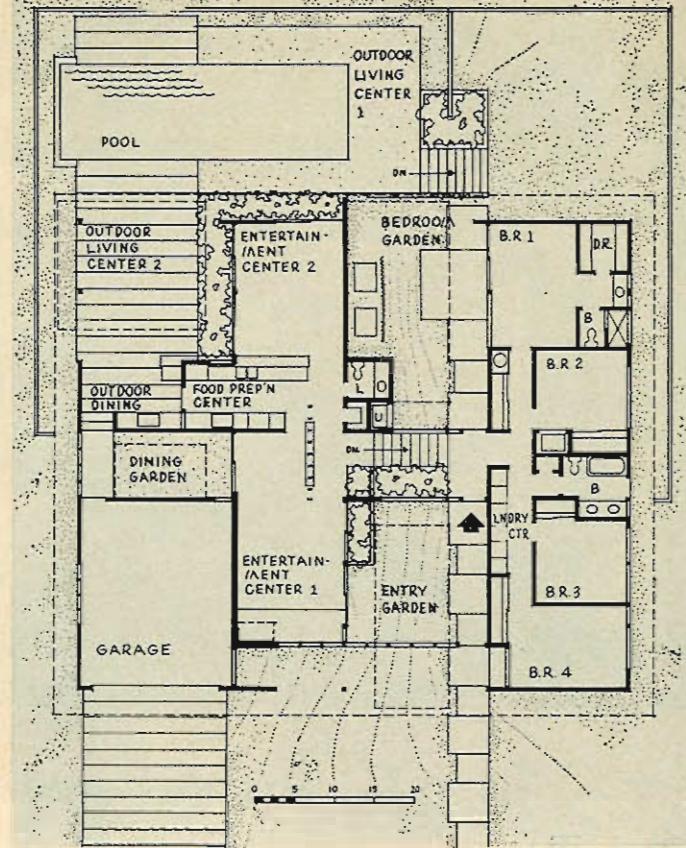 OUTDOOR
LIVING
CENTER
1
POOL
DN
OUTDOOR
LIVING
CENTER 2
ENTERTAIN-
MENT
CENTER 2
BEDROOM
GARDEN
B.R 1
D.R.
B
B.R 2
OUTDOOR
DINING
FOOD PREP'N
CENTER
L
U
DN
DINING
GARDEN
B
LNDRY
CTR
ENTERTAIN-
MENT
CENTER 1
ENTRY
GARDEN
B.R.3
GARAGE
B.R. 4
0 5 10 15 20